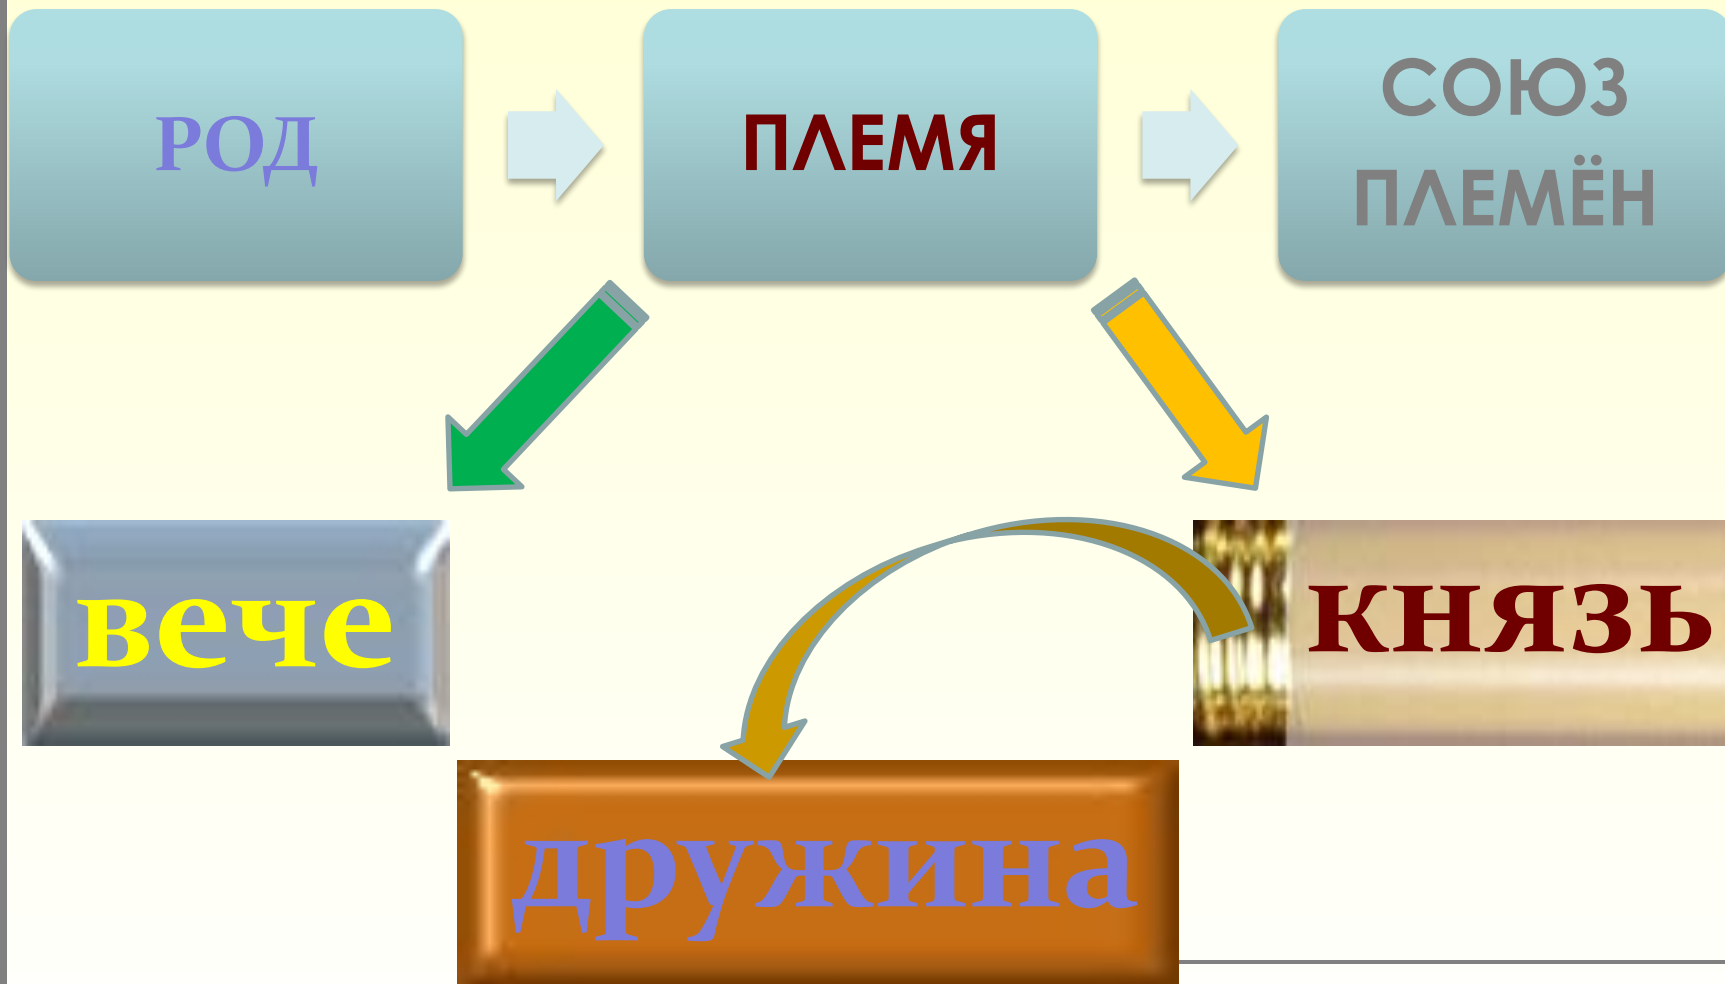 РОД
ПЛЕМЯ
СОЮЗ
ПЛЕМЁН
вече
князь
дружина